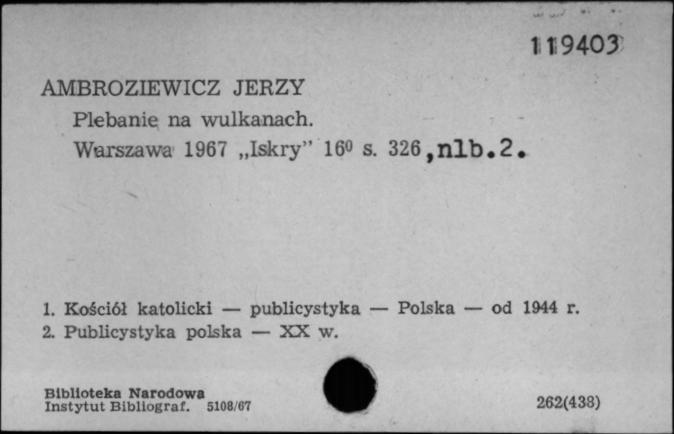 119403
AMBROZIEWICZ JERZY
Plebanie na wulkanach.
Warszawa 1967 „Iskry” 16⁰ s. 326,nlb.2.
1. Kościół katolicki — publicystyka — Polska — od 1944 r.
2. Publicystyka polska — XX w.
Biblioteka Narodowa
Instytut Bibliograf. 5108/67
262(438)